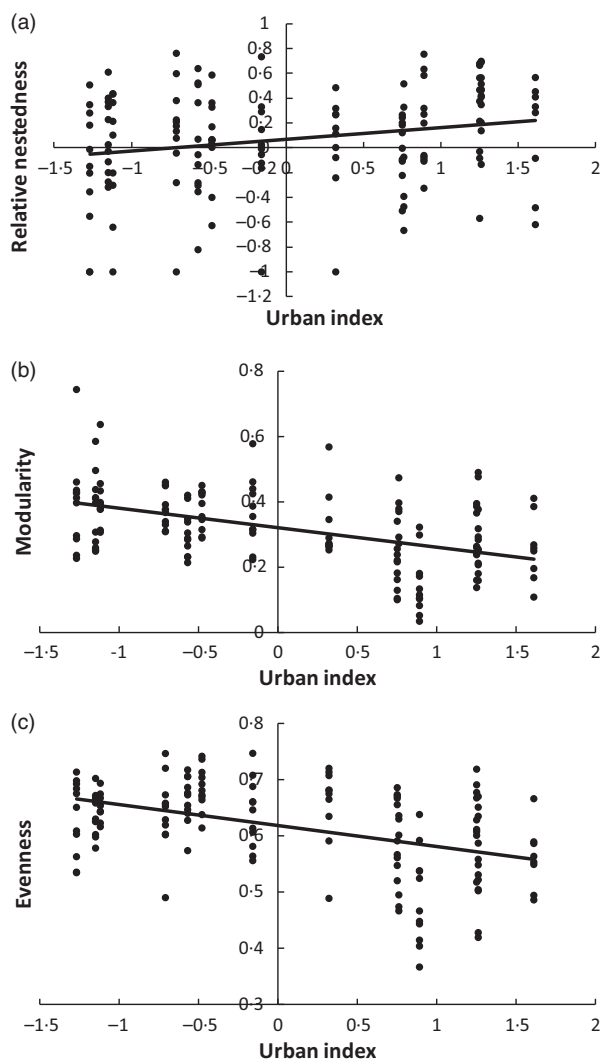 (a)
1
0·8
0·6
0·4
0·2
0
−1·5 −1 −0·5 −0·2 0 0·5 1 1·5 2
−0·4
−0·6
−0·8
−1
−1·2
Relative nestedness
Urban index
(b)
0·8
0·6
0·4
0·2
0
Modularity
−1·5 -1 −0·5 0 0·5 1 1·5 2
Urban index
(c)
0·8
0·7
0·6
0·5
0·4
0·3
Evenness
−1·5 −1 −0·5 0 0·5 1 1·5 2
Urban index